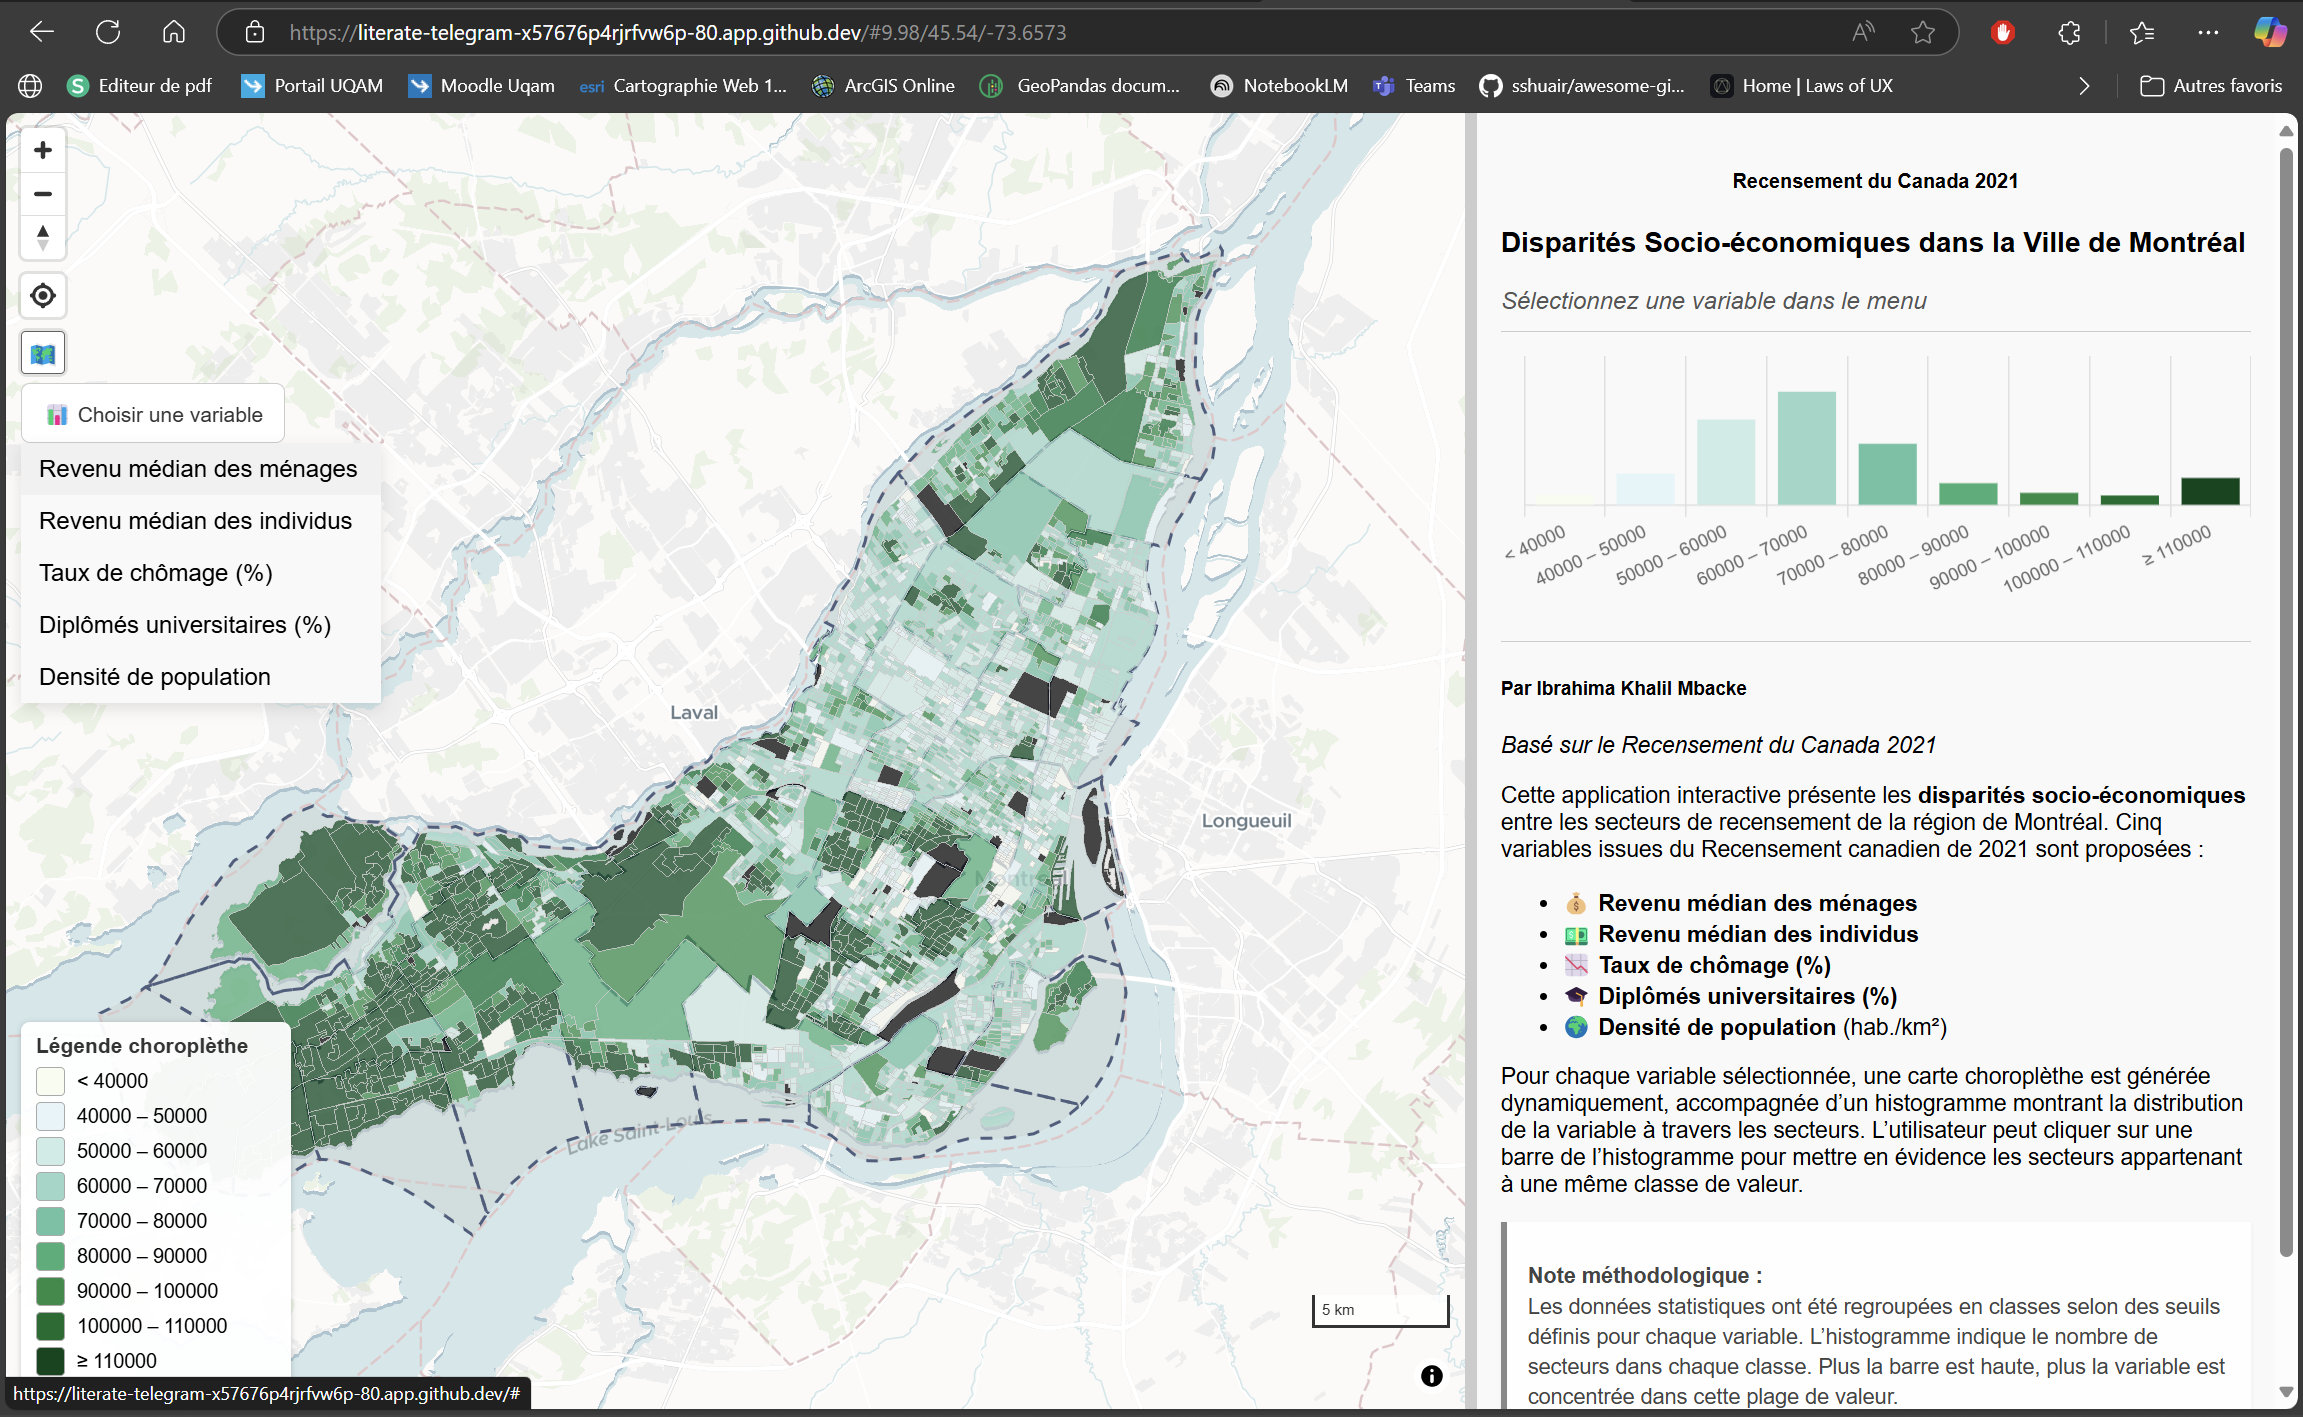 https://literate-telegram-x57676p4rjrfvw6p-80.app.github.dev/#9.98/45.54/-73.6573
Editeur de pdf
Portail UQAM
Moodle Uqam
esri Cartographie Web 1...
ArcGIS Online
GeoPandas docum...
NotebookLM
Teams
sshuair/awesome-gi...
Home | Laws of UX
Autres favoris
Choisir une variable
Revenu médian des ménages
Revenu médian des individus
Taux de chômage (%)
Diplômés universitaires (%)
Densité de population
Laval
Longueuil
Lake Saint-Louis
Légende choroplèthe
< 40000
40000 – 50000
50000 – 60000
60000 – 70000
70000 – 80000
80000 – 90000
90000 – 100000
100000 – 110000
≥ 110000
5 km
https://literate-telegram-x57676p4rjrfvw6p-80.app.github.dev/#
Recensement du Canada 2021
Disparités Socio-économiques dans la Ville de Montréal
Sélectionnez une variable dans le menu
< 40000
40000 – 50000
50000 – 60000
60000 – 70000
70000 – 80000
80000 – 90000
90000 – 100000
100000 – 110000
≥ 110000
Par Ibrahima Khalil Mbacke
Basé sur le Recensement du Canada 2021
Cette application interactive présente les disparités socio-économiques
entre les secteurs de recensement de la région de Montréal. Cinq
variables issues du Recensement canadien de 2021 sont proposées :
• Revenu médian des ménages
• Revenu médian des individus
• Taux de chômage (%)
• Diplômés universitaires (%)
• Densité de population (hab./km²)
Pour chaque variable sélectionnée, une carte choroplèthe est générée
dynamiquement, accompagnée d’un histogramme montrant la distribution
de la variable à travers les secteurs. L’utilisateur peut cliquer sur une
barre de l’histogramme pour mettre en évidence les secteurs appartenant
à une même classe de valeur.
Note méthodologique :
Les données statistiques ont été regroupées en classes selon des seuils
définis pour chaque variable. L’histogramme indique le nombre de
secteurs dans chaque classe. Plus la barre est haute, plus la variable est
concentrée dans cette plage de valeur.